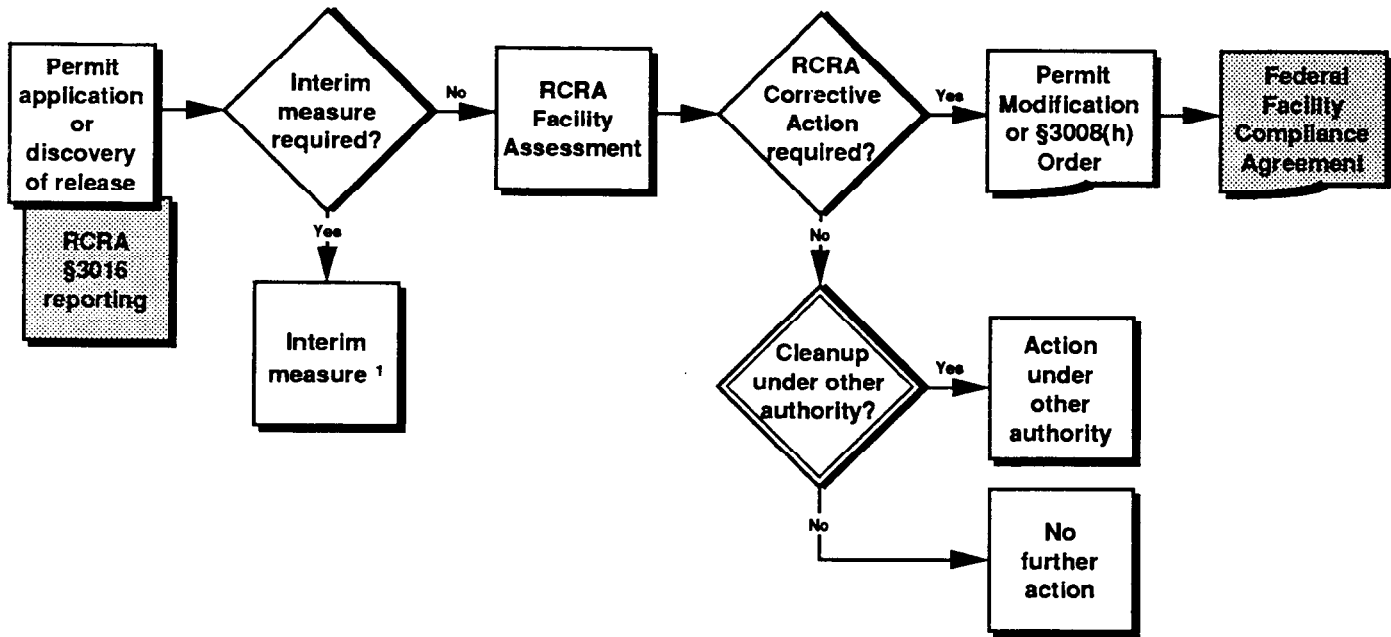 Permit
application
or
discovery
of release
RCRA
§3016
reporting
Interim
measure
required?
No
Yes
Interim
measure ¹
RCRA
Facility
Assessment
RCRA
Corrective
Action
required?
Yes
No
Permit
Modification
or §3008(h)
Order
Federal
Facility
Compliance
Agreement
Cleanup
under other
authority?
Yes
No
Action
under
other
authority
No
further
action